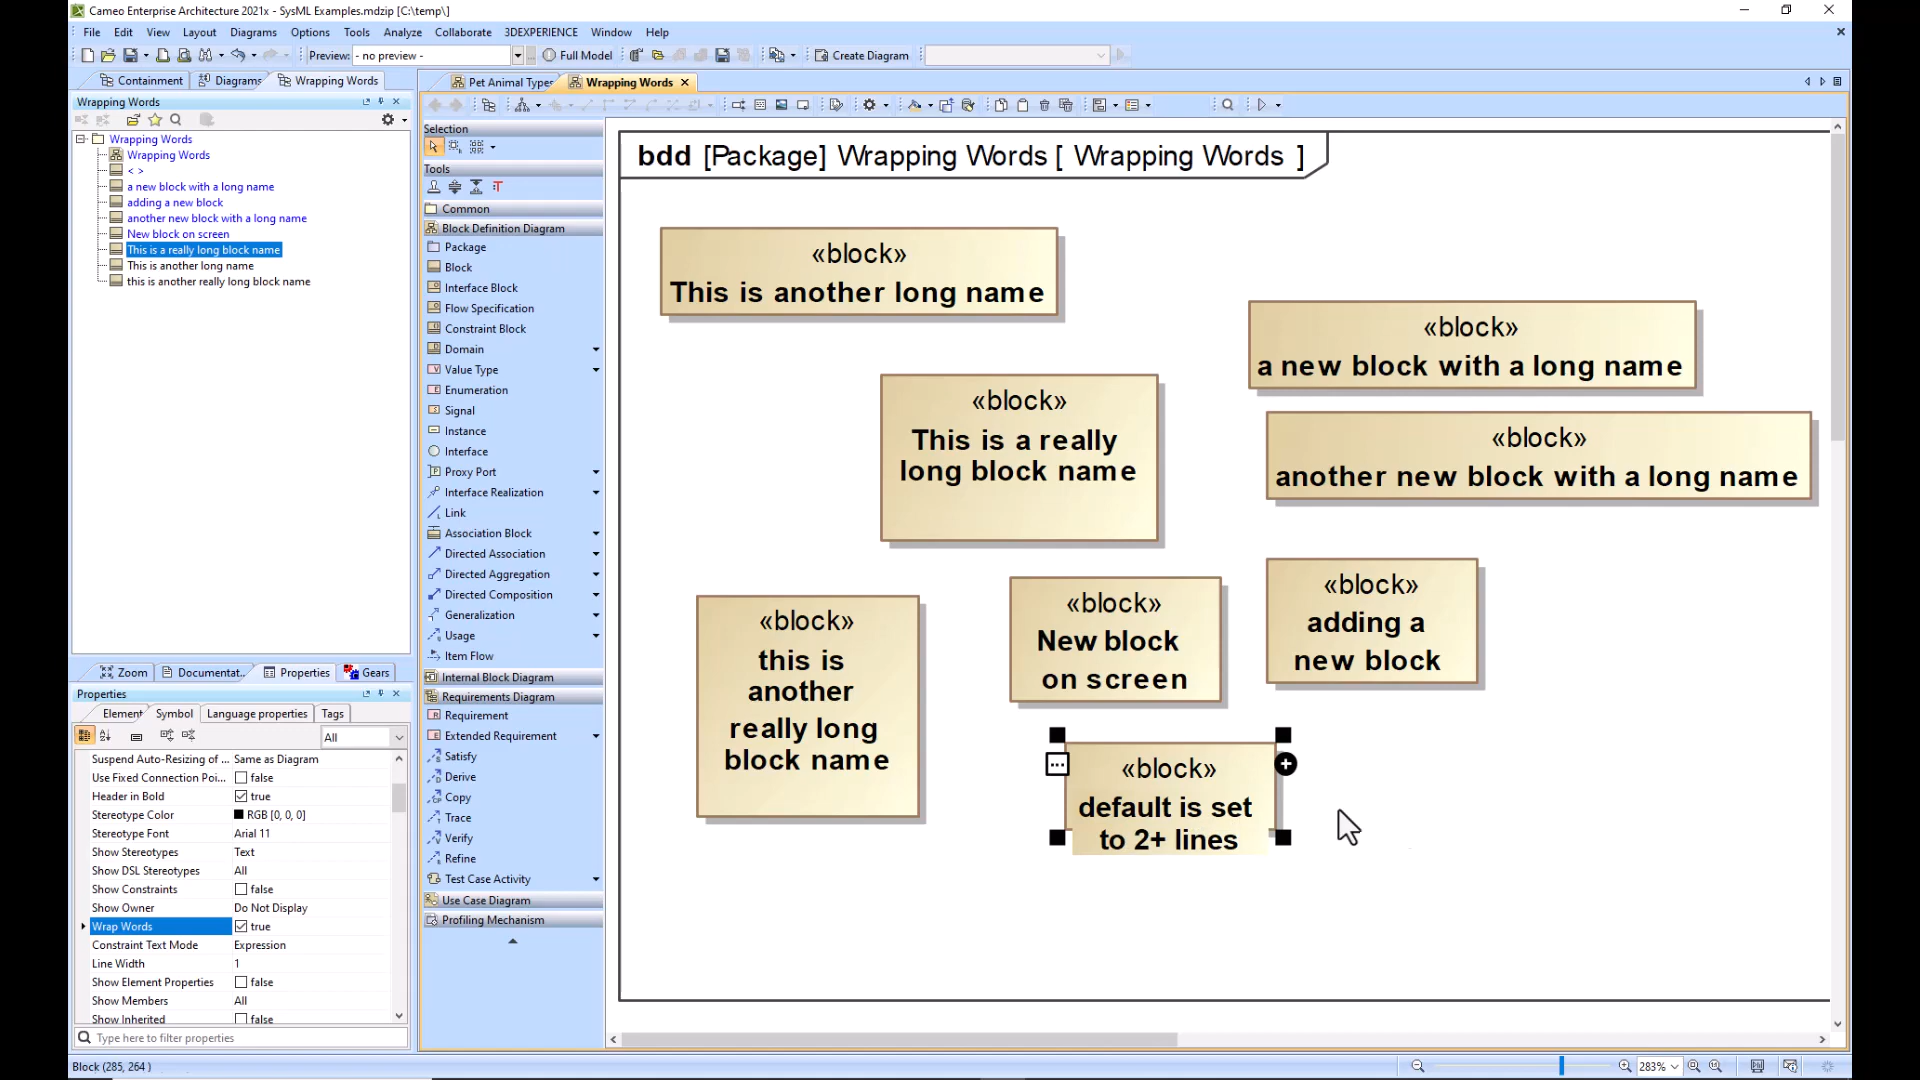 Cameo Enterprise Architecture 2021x - SysML Examples.mdzip [C:\temp\]
File Edit View Layout Diagrams Options Tools Analyze Collaborate 3DEXPERIENCE Window Help
Preview: - no preview - Full Model Create Diagram
Containment Diagrams Wrapping Words
Pet Animal Types Wrapping Words
Wrapping Words
Wrapping Words
Wrapping Words
< >
a new block with a long name
adding a new block
another new block with a long name
New block on screen
This is a really long block name
This is another long name
this is another really long block name
Zoom Documentat... Properties Gears
Properties
Element Symbol Language properties Tags
All
Suspend Auto-Resizing of ... Same as Diagram
Use Fixed Connection Poi... false
Header in Bold true
Stereotype Color RGB [0, 0, 0]
Stereotype Font Arial 11
Show Stereotypes Text
Show DSL Stereotypes All
Show Constraints false
Show Owner Do Not Display
Wrap Words true
Constraint Text Mode Expression
Line Width 1
Show Element Properties false
Show Members All
Show Inherited false
Type here to filter properties
Block (285, 264 )
Selection
Tools
Common
Block Definition Diagram
Package
Block
Interface Block
Flow Specification
Constraint Block
Domain
Value Type
Enumeration
Signal
Instance
Interface
Proxy Port
Interface Realization
Link
Association Block
Directed Association
Directed Aggregation
Directed Composition
Generalization
Usage
Item Flow
Internal Block Diagram
Requirements Diagram
Requirement
Extended Requirement
Satisfy
Derive
Copy
Trace
Verify
Refine
Test Case Activity
Use Case Diagram
Profiling Mechanism
bdd [Package] Wrapping Words [ Wrapping Words ]
«block»
This is another long name
«block»
a new block with a long name
«block»
This is a really
long block name
«block»
another new block with a long name
«block»
this is
another
really long
block name
«block»
New block
on screen
«block»
adding a
new block
«block»
default is set
to 2+ lines
283%